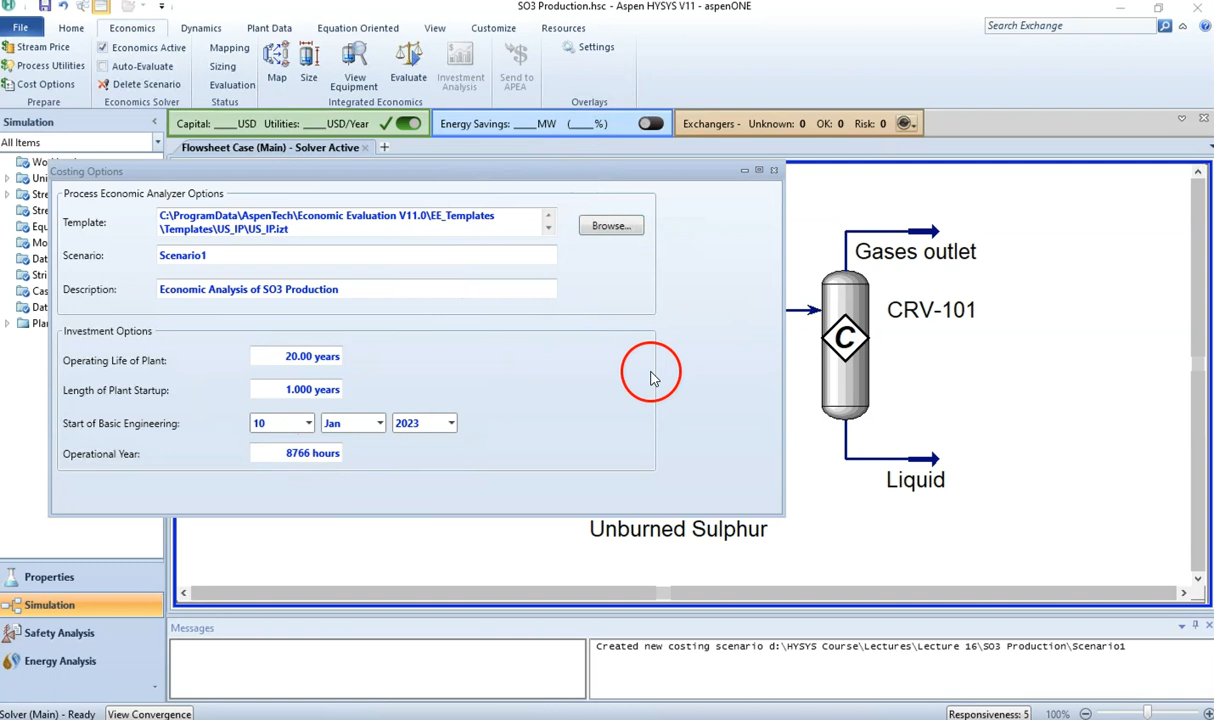 SO3 Production.hsc - Aspen HYSYS V11 - aspenONE
File Home Economics Dynamics Plant Data Equation Oriented View Customize Resources Search Exchange
Stream Price
Process Utilities
Cost Options
Prepare
Economics Active
Auto-Evaluate
Delete Scenario
Economics Solver
Mapping
Sizing
Evaluation
Status
Map
Size
View Equipment
Evaluate
Investment Analysis
Integrated Economics
Send to APEA
Settings
Overlays
Simulation
Capital: ____USD Utilities: ____USD/Year
Energy Savings: ____MW (____%)
Exchangers - Unknown: 0 OK: 0 Risk: 0
All Items
Flowsheet Case (Main) - Solver Active
Costing Options
Process Economic Analyzer Options
Template:
C:\ProgramData\AspenTech\Economic Evaluation V11.0\EE_Templates
\Templates\US_IP\US_IP.izt
Browse...
Scenario: Scenario1
Description: Economic Analysis of SO3 Production
Investment Options
Operating Life of Plant: 20.00 years
Length of Plant Startup: 1.000 years
Start of Basic Engineering: 10 Jan 2023
Operational Year: 8766 hours
Gases outlet
CRV-101
C
Liquid
Unburned Sulphur
Properties
Simulation
Safety Analysis
Energy Analysis
Messages
Created new costing scenario d:\HYSYS Course\Lectures\Lecture 16\SO3 Production\Scenario1
Solver (Main) - Ready View Convergence Responsiveness: 5 100%